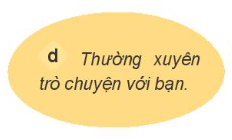 d Thường xuyên
trò chuyện với bạn.